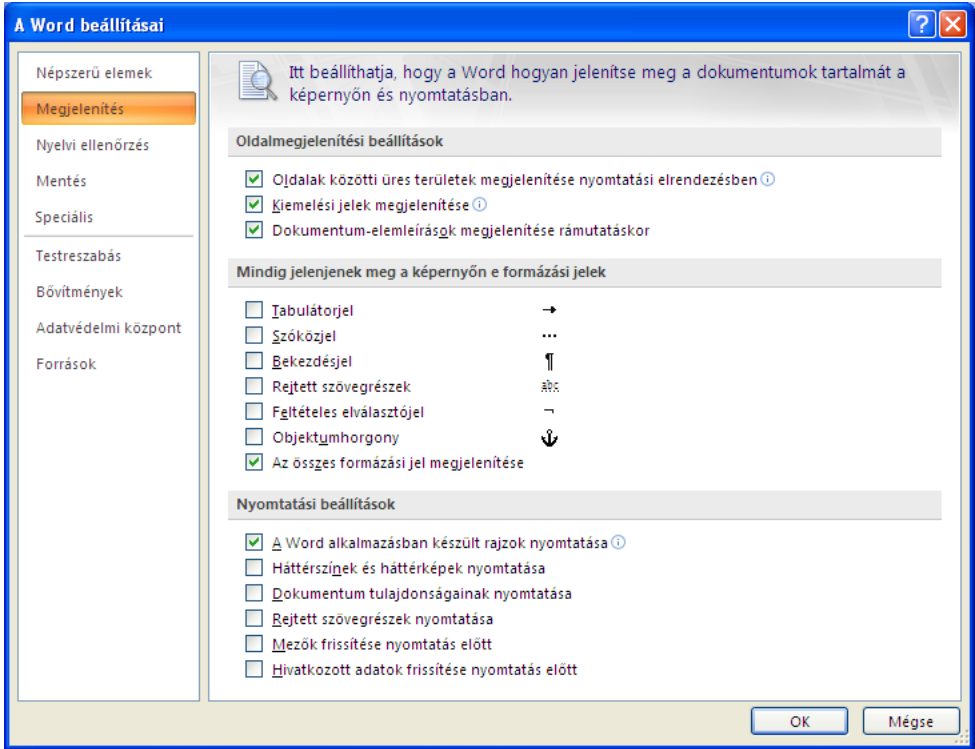 A Word beállításai
Népszerű elemek
Megjelenítés
Nyelvi ellenőrzés
Mentés
Speciális
Testreszabás
Bővítmények
Adatvédelmi központ
Források
Itt beállíthatja, hogy a Word hogyan jelenítse meg a dokumentumok tartalmát a
képernyőn és nyomtatásban.
Oldalmegjelenítési beállítások
Oldalak közötti üres területek megjelenítése nyomtatási elrendezésben
Kiemelési jelek megjelenítése
Dokumentum-elemleírások megjelenítése rámutatáskor
Mindig jelenjenek meg a képernyőn e formázási jelek
Tabulátorjel →
Szóközjel ···
Bekezdésjel ¶
Rejtett szövegrészek abc
Feltételes elválasztójel ¬
Objektumhorgony
Az összes formázási jel megjelenítése
Nyomtatási beállítások
A Word alkalmazásban készült rajzok nyomtatása
Háttérszínek és háttérképek nyomtatása
Dokumentum tulajdonságainak nyomtatása
Rejtett szövegrészek nyomtatása
Mezők frissítése nyomtatás előtt
Hivatkozott adatok frissítése nyomtatás előtt
OK Mégse